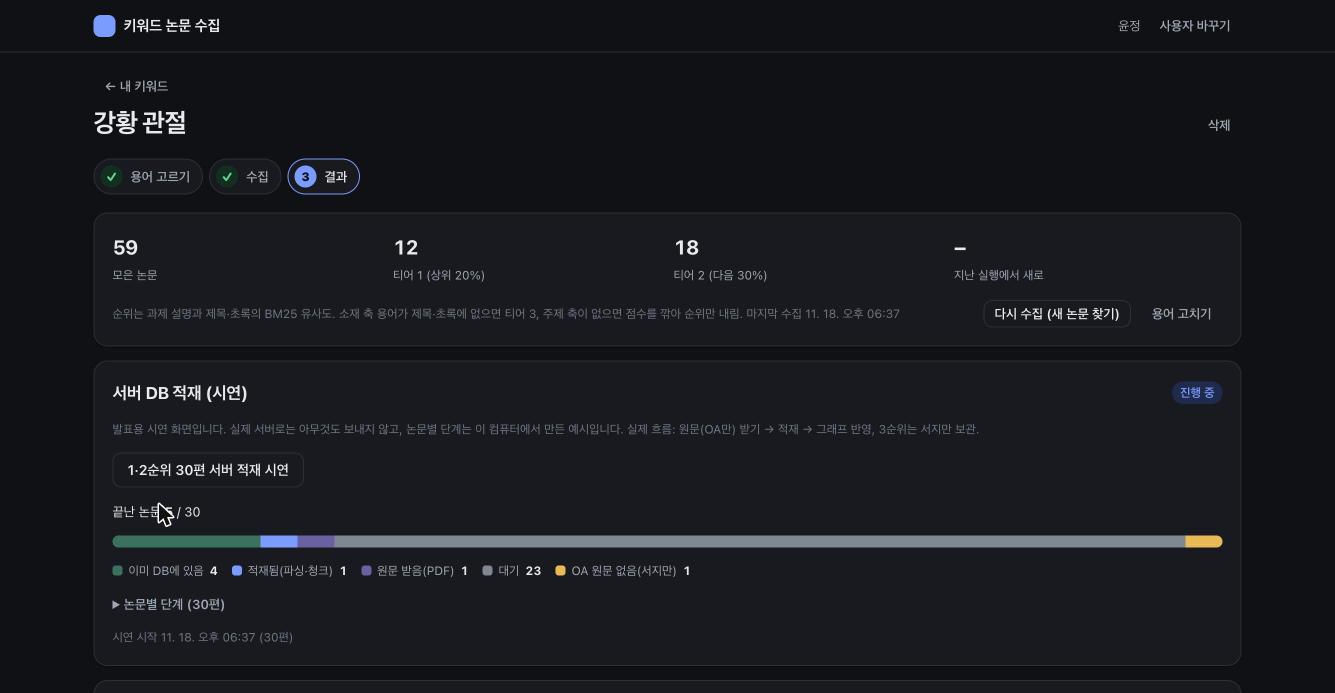 키워드 논문 수집
윤정 사용자 바꾸기
← 내 키워드
강황 관절
삭제
용어 고르기 수집 3 결과
59 12 18 –
모은 논문 티어 1 (상위 20%) 티어 2 (다음 30%) 지난 실행에서 새로
순위는 과제 설명과 제목·초록의 BM25 유사도. 소재 축 용어가 제목·초록에 없으면 티어 3, 주제 축이 없으면 점수를 깎아 순위만 내림. 마지막 수집 11. 18. 오후 06:37 다시 수집 (새 논문 찾기) 용어 고치기
서버 DB 적재 (시연) 진행 중
발표용 시연 화면입니다. 실제 서버로는 아무것도 보내지 않고, 논문별 단계는 이 컴퓨터에서 만든 예시입니다. 실제 흐름: 원문(OA만) 받기 → 적재 → 그래프 반영, 3순위는 서지만 보관.
1·2순위 30편 서버 적재 시연
끝난 논문 / 30
이미 DB에 있음 4 적재됨(파싱·청크) 1 원문 받음(PDF) 1 대기 23 OA 원문 없음(서지만) 1
▶ 논문별 단계 (30편)
시연 시작 11. 18. 오후 06:37 (30편)